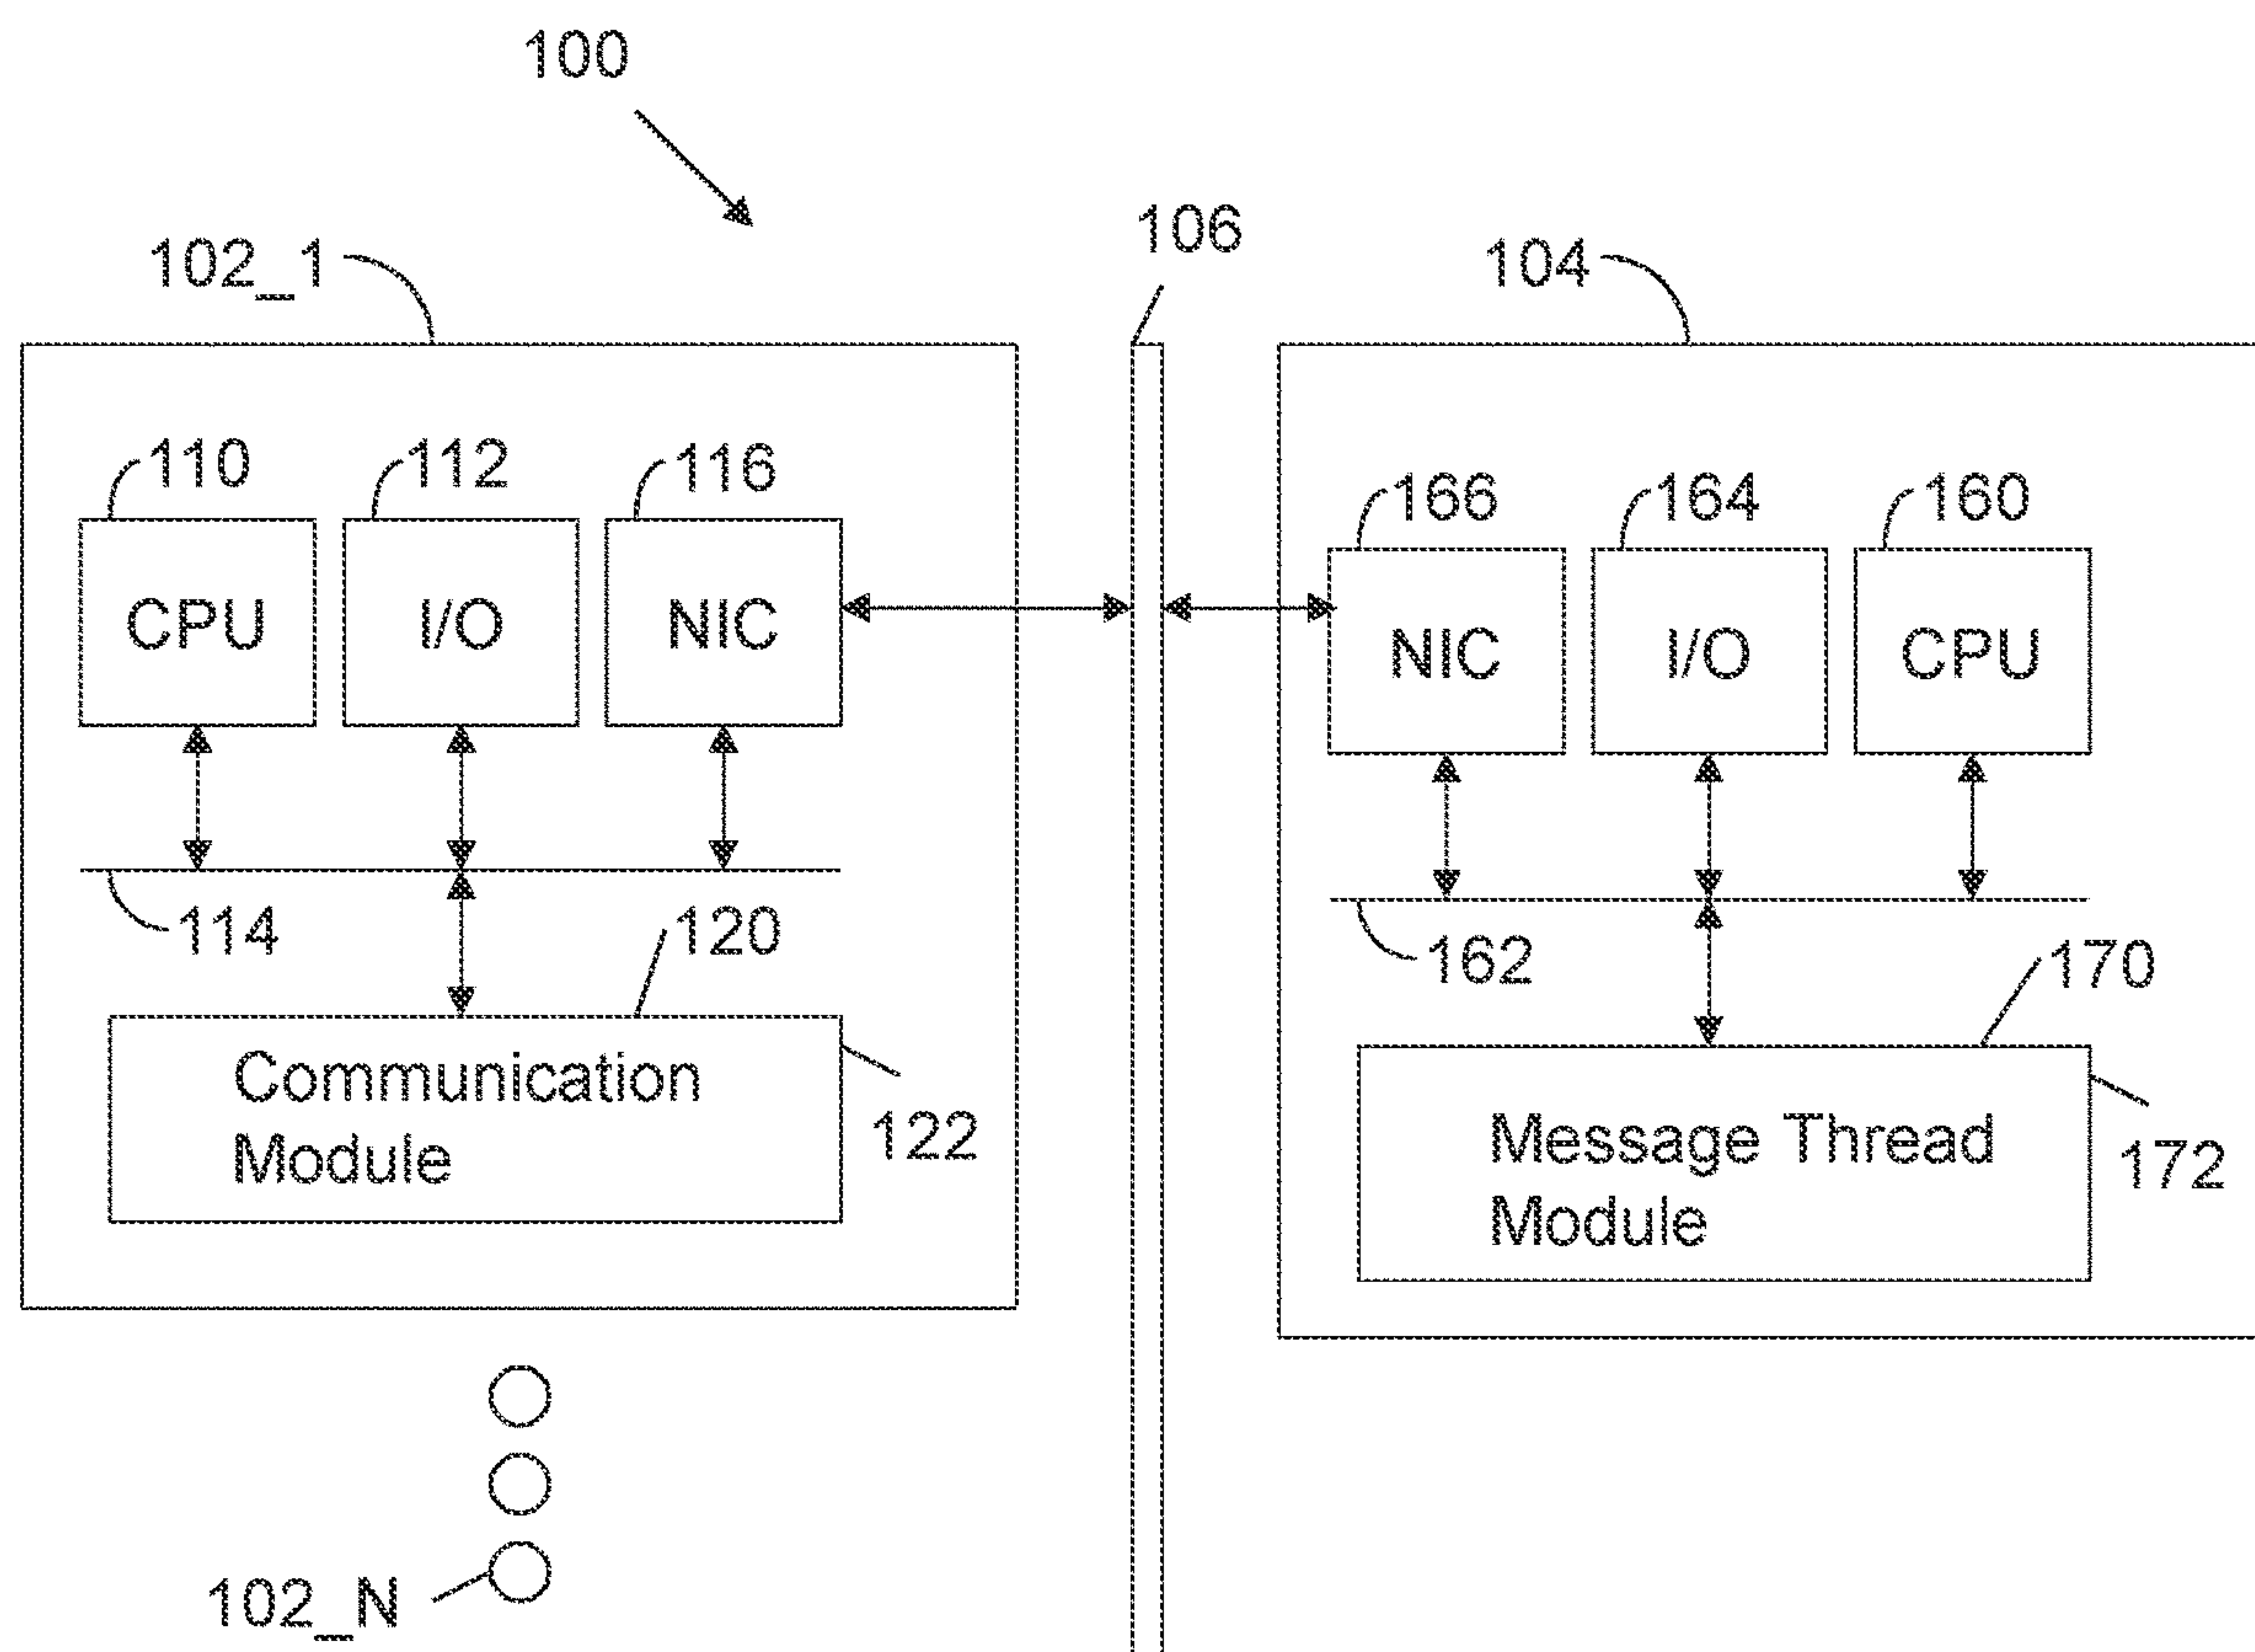 100
102_1
106
104
110
112
116
166
164
160
CPU
I/O
NIC
NIC
I/O
CPU
114
120
162
170
Communication
Module
122
Message Thread
Module
172
102_N